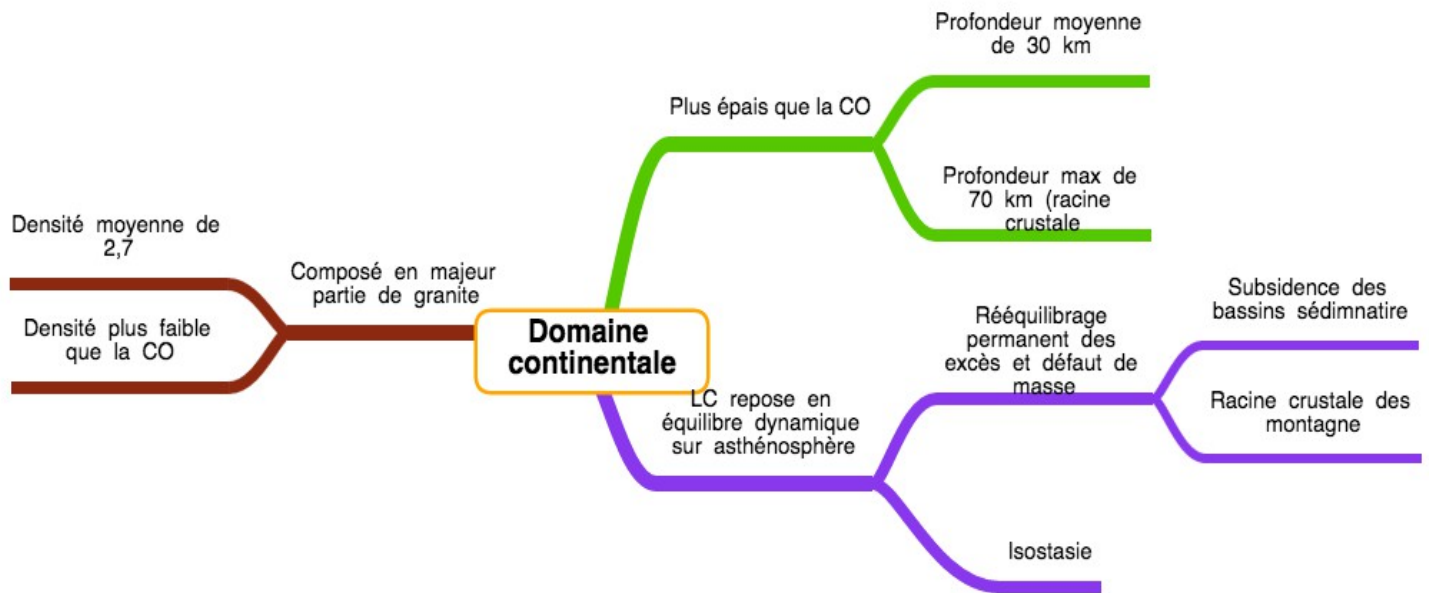 Profondeur moyenne
de 30 km
Plus épais que la CO
Profondeur max de
70 km (racine
crustale
Densité moyenne de
2,7
Composé en majeur
partie de granite
Densité plus faible
que la CO
Domaine
continentale
Subsidence des
bassins sédimnatire
Rééquilibrage
permanent des
excès et défaut de
masse
LC repose en
équilibre dynamique
sur asthénosphère
Racine crustale des
montagne
Isostasie